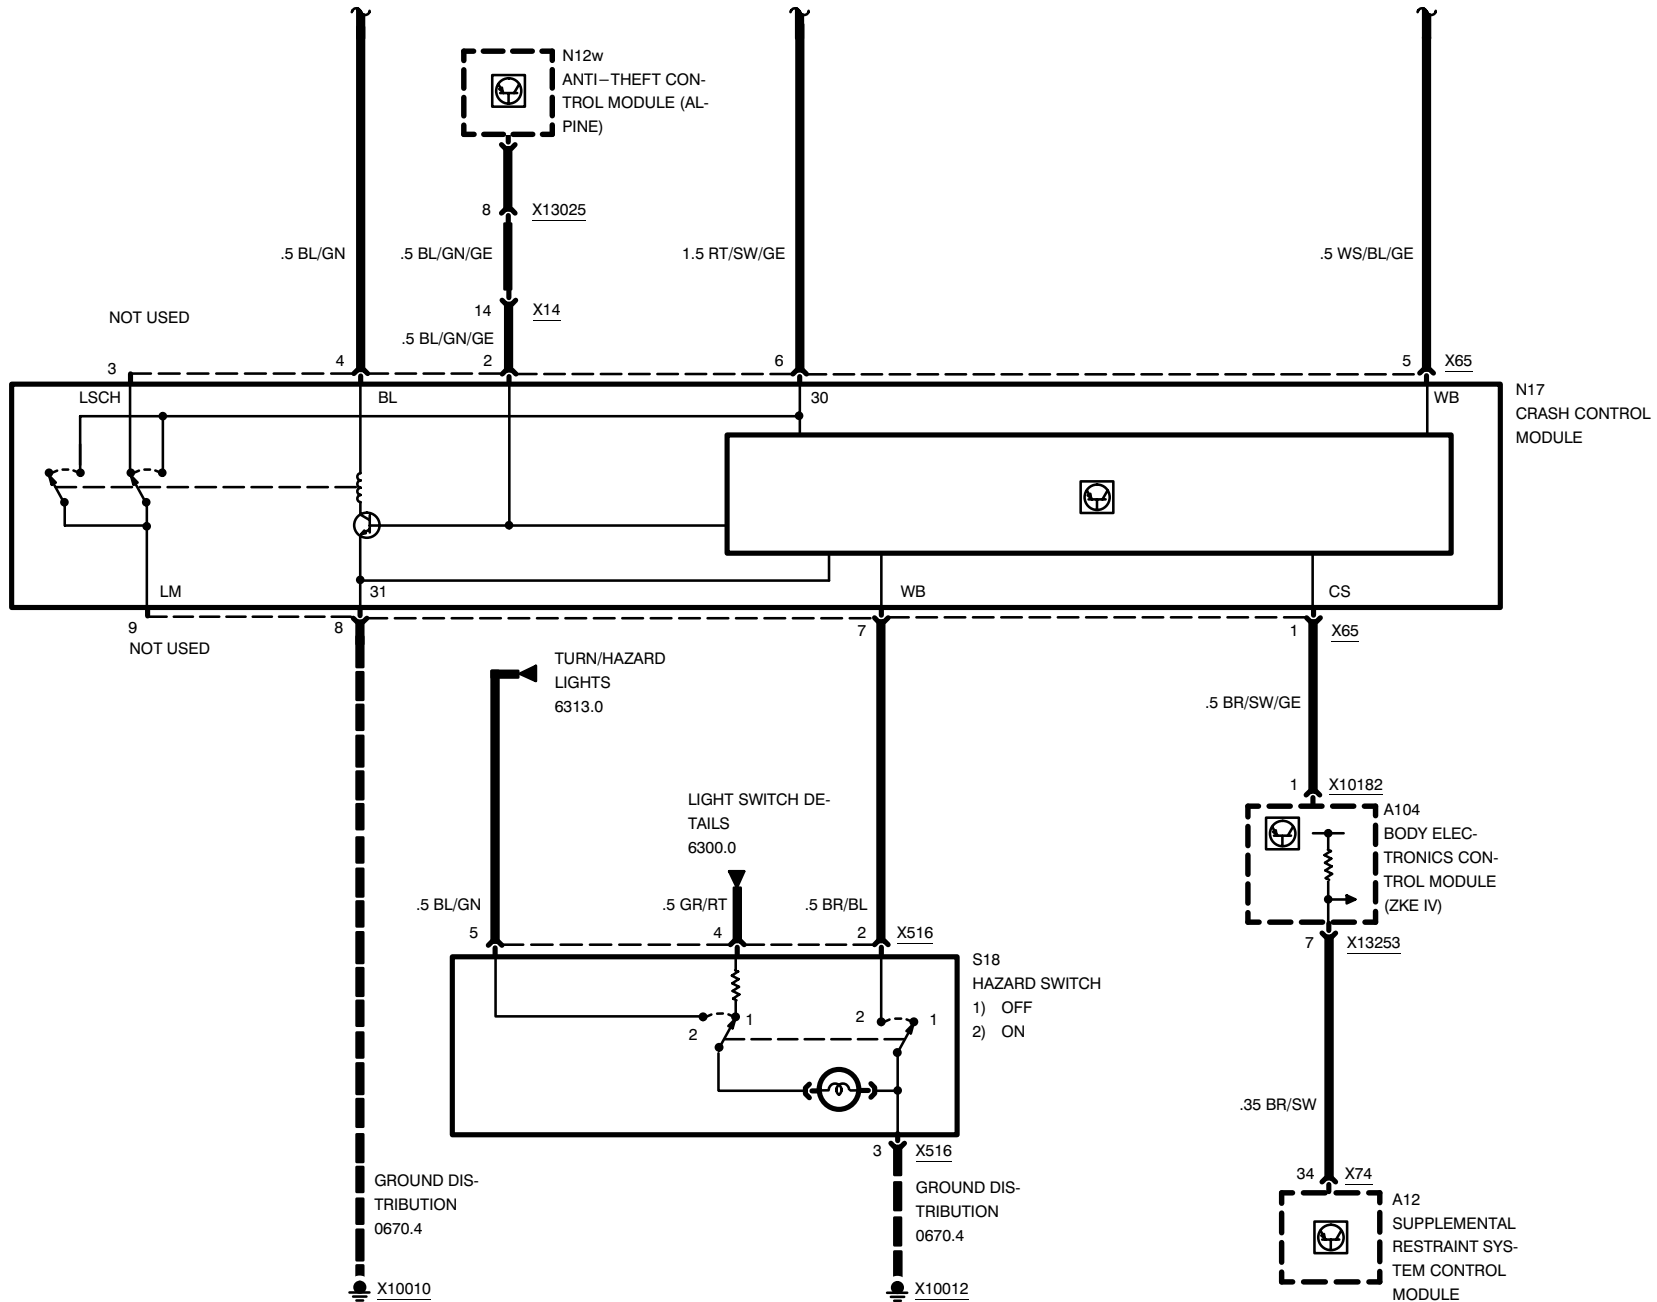 N12w
ANTI–THEFT CON-
TROL MODULE (AL-
PINE)
8 X13025
.5 BL/GN
.5 BL/GN/GE
1.5 RT/SW/GE
.5 WS/BL/GE
14 X14
NOT USED
.5 BL/GN/GE
3
4
2
6
5 X65
LSCH
BL
30
WB
N17
CRASH CONTROL
MODULE
LM
31
WB
CS
9
8
7
1 X65
NOT USED
TURN/HAZARD
LIGHTS
6313.0
.5 BR/SW/GE
1 X10182
LIGHT SWITCH DE-
TAILS
6300.0
A104
BODY ELEC-
TRONICS CON-
TROL MODULE
(ZKE IV)
.5 BL/GN
.5 GR/RT
.5 BR/BL
5
4
2 X516
7 X13253
S18
HAZARD SWITCH
1) OFF
2) ON
1
2
2
1
.35 BR/SW
3 X516
34 X74
GROUND DIS-
TRIBUTION
0670.4
GROUND DIS-
TRIBUTION
0670.4
A12
SUPPLEMENTAL
RESTRAINT SYS-
TEM CONTROL
MODULE
X10010
X10012